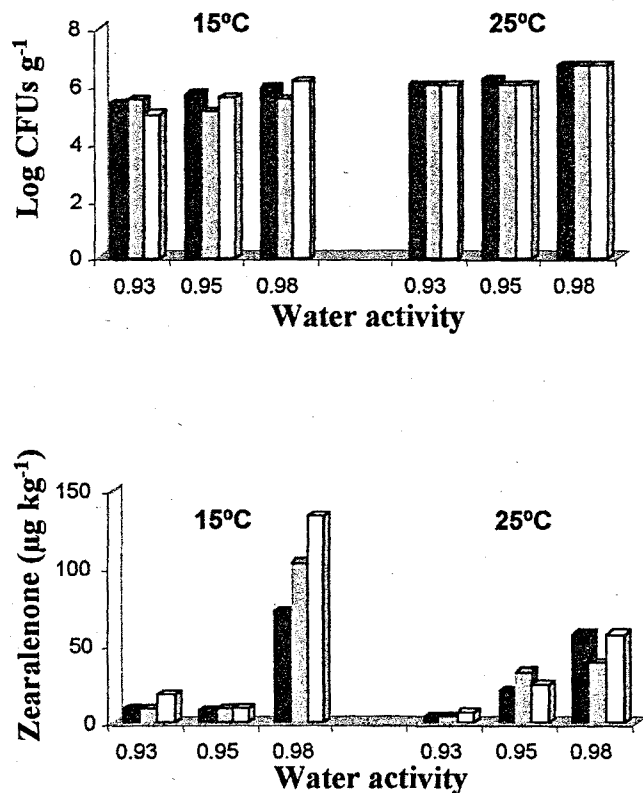 15ºC 25ºC
Log CFUs g-1
8
6
4
2
0
0.93 0.95 0.98 0.93 0.95 0.98
Water activity
15ºC 25ºC
Zearalenone (µg kg-1)
150
100
50
0
0.93 0.95 0.98 0.93 0.95 0.98
Water activity